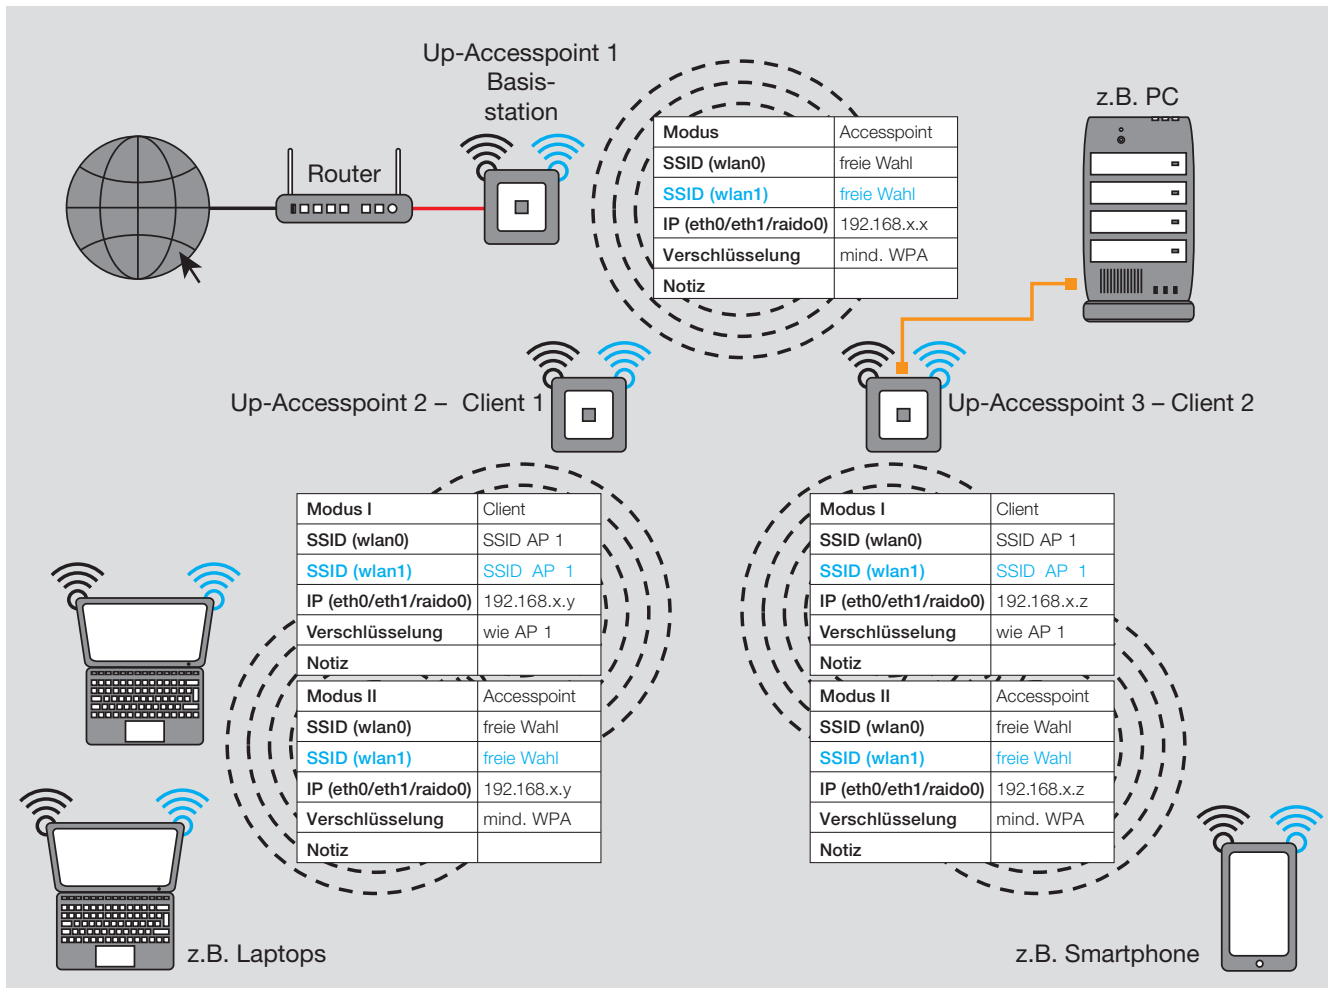 Up-Accesspoint 1
Basis-
station
Router
z.B. PC
Modus Accesspoint
SSID (wlan0) freie Wahl
SSID (wlan1) freie Wahl
IP (eth0/eth1/raido0) 192.168.x.x
Verschlüsselung mind. WPA
Notiz
Up-Accesspoint 2 – Client 1
Up-Accesspoint 3 – Client 2
Modus I Client
SSID (wlan0) SSID AP 1
SSID (wlan1) SSID AP 1
IP (eth0/eth1/raido0) 192.168.x.y
Verschlüsselung wie AP 1
Notiz
Modus II Accesspoint
SSID (wlan0) freie Wahl
SSID (wlan1) freie Wahl
IP (eth0/eth1/raido0) 192.168.x.y
Verschlüsselung mind. WPA
Notiz
Modus I Client
SSID (wlan0) SSID AP 1
SSID (wlan1) SSID AP 1
IP (eth0/eth1/raido0) 192.168.x.z
Verschlüsselung wie AP 1
Notiz
Modus II Accesspoint
SSID (wlan0) freie Wahl
SSID (wlan1) freie Wahl
IP (eth0/eth1/raido0) 192.168.x.z
Verschlüsselung mind. WPA
Notiz
z.B. Laptops
z.B. Smartphone